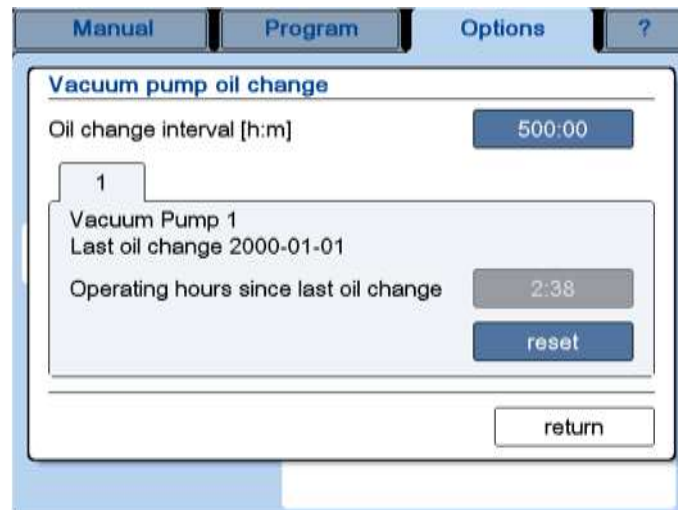 Manual Program Options ?
Vacuum pump oil change
Oil change interval [h:m] 500:00
1
Vacuum Pump 1
Last oil change 2000-01-01
Operating hours since last oil change 2:38
reset
return